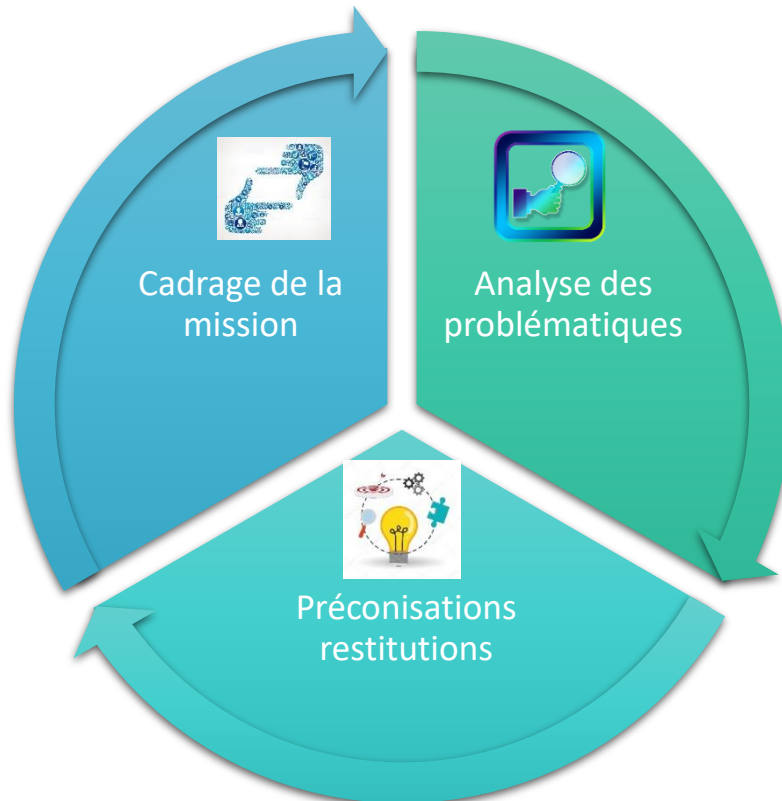 Cadrage de la
mission
Analyse des
problématiques
Préconisations
restitutions